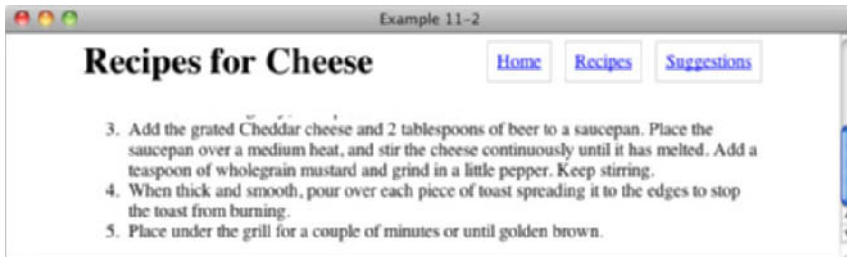 Example 11-2
Recipes for Cheese Home Recipes Suggestions
3. Add the grated Cheddar cheese and 2 tablespoons of beer to a saucepan. Place the
saucepan over a medium heat, and stir the cheese continuously until it has melted. Add a
teaspoon of wholegrain mustard and grind in a little pepper. Keep stirring.
4. When thick and smooth, pour over each piece of toast spreading it to the edges to stop
the toast from burning.
5. Place under the grill for a couple of minutes or until golden brown.